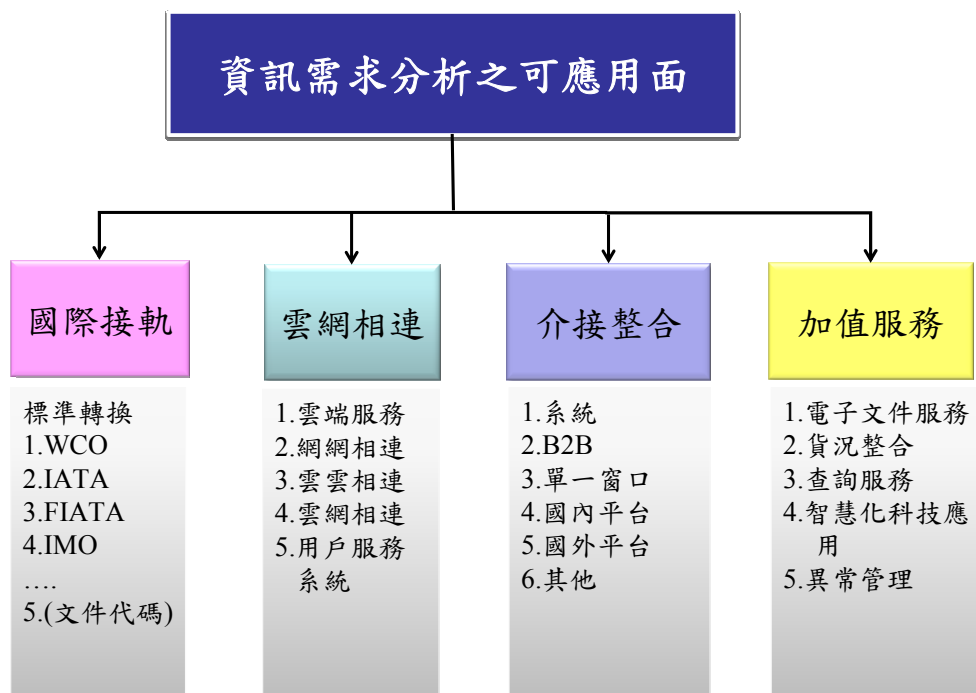 資訊需求分析之可應用面
國際接軌
標準轉換
1.WCO
2.IATA
3.FIATA
4.IMO
....
5.(文件代碼)
雲網相連
1.雲端服務
2.網網相連
3.雲雲相連
4.雲網相連
5.用戶服務
系統
介接整合
1.系統
2.B2B
3.單一窗口
4.國內平台
5.國外平台
6.其他
加值服務
1.電子文件服務
2.貨況整合
3.查詢服務
4.智慧化科技應
用
5.異常管理